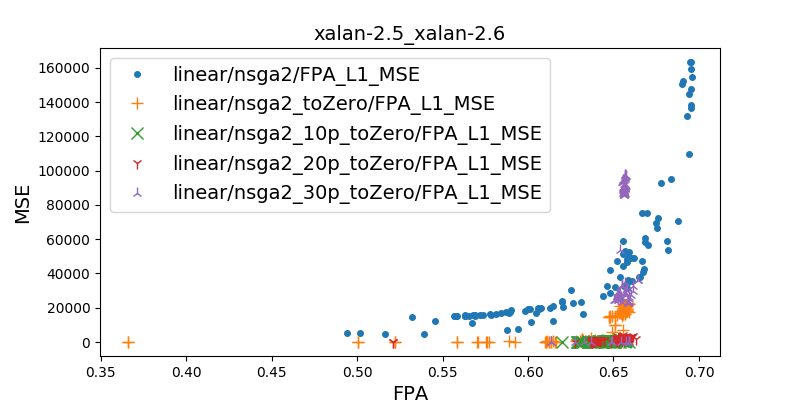 xalan-2.5_xalan-2.6
160000
140000
120000
100000
80000
60000
40000
20000
0
MSE
linear/nsga2/FPA_L1_MSE
linear/nsga2_toZero/FPA_L1_MSE
linear/nsga2_10p_toZero/FPA_L1_MSE
linear/nsga2_20p_toZero/FPA_L1_MSE
linear/nsga2_30p_toZero/FPA_L1_MSE
0.35 0.40 0.45 0.50 0.55 0.60 0.65 0.70
FPA